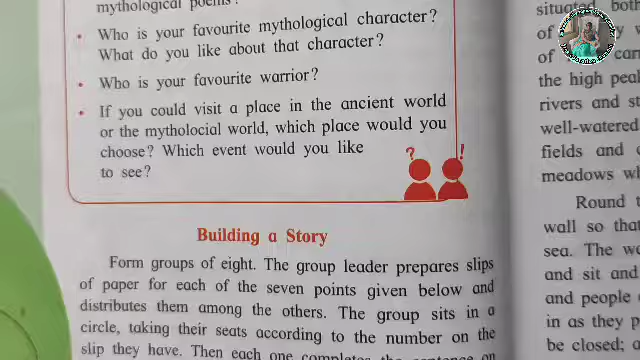 mythological poems?
• Who is your favourite mythological character?
What do you like about that character?
• Who is your favourite warrior?
• If you could visit a place in the ancient world
or the mytholocial world, which place would you
choose? Which event would you like
to see?
? !
Building a Story
Form groups of eight. The group leader prepares slips
of paper for each of the seven points given below and
distributes them among the others. The group sits in a
circle, taking their seats according to the number on the
slip they have. Then each one completes the sentence on
situated
of
of
the high
rivers and
well-watered
fields and
meadows
Round
wall so that
sea. The
and sit and
and people
in as they
be closed;